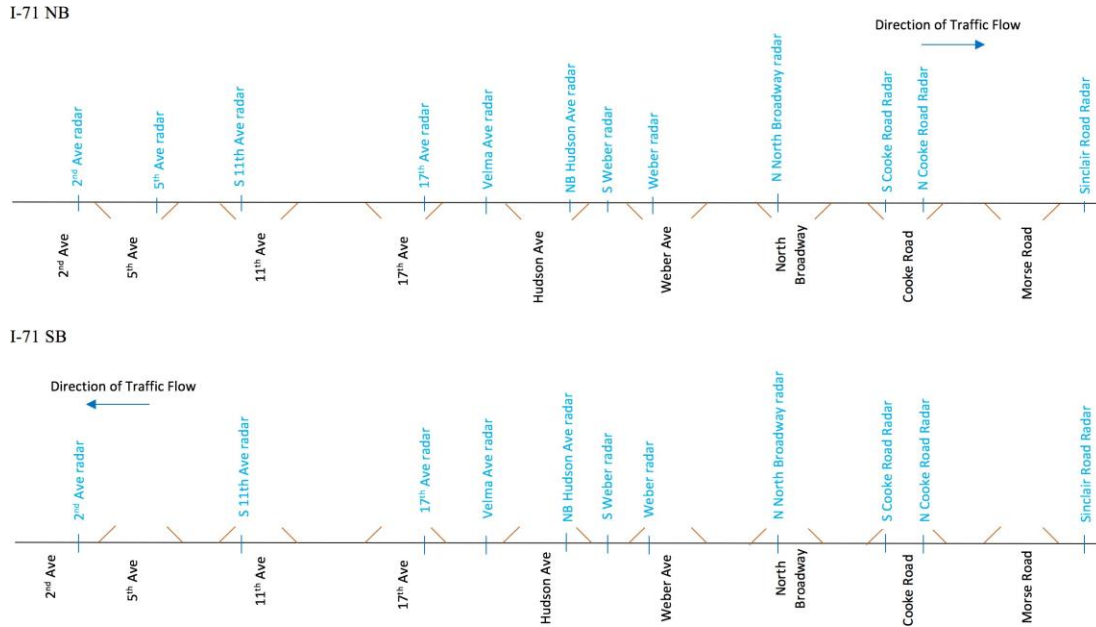 I-71 NB
Direction of Traffic Flow
2nd Ave radar
5th Ave radar
S 11th Ave radar
17th Ave radar
Velma Ave radar
NB Hudson Ave radar
S Weber radar
Weber radar
N North Broadway radar
S Cooke Road Radar
N Cooke Road Radar
Sinclair Road Radar
2nd Ave
5th Ave
11th Ave
17th Ave
Hudson Ave
Weber Ave
North
Broadway
Cooke Road
Morse Road
I-71 SB
Direction of Traffic Flow
2nd Ave radar
S 11th Ave radar
17th Ave radar
Velma Ave radar
NB Hudson Ave radar
S Weber radar
Weber radar
N North Broadway radar
S Cooke Road Radar
N Cooke Road Radar
Sinclair Road Radar
2nd Ave
5th Ave
11th Ave
17th Ave
Hudson Ave
Weber Ave
North
Broadway
Cooke Road
Morse Road